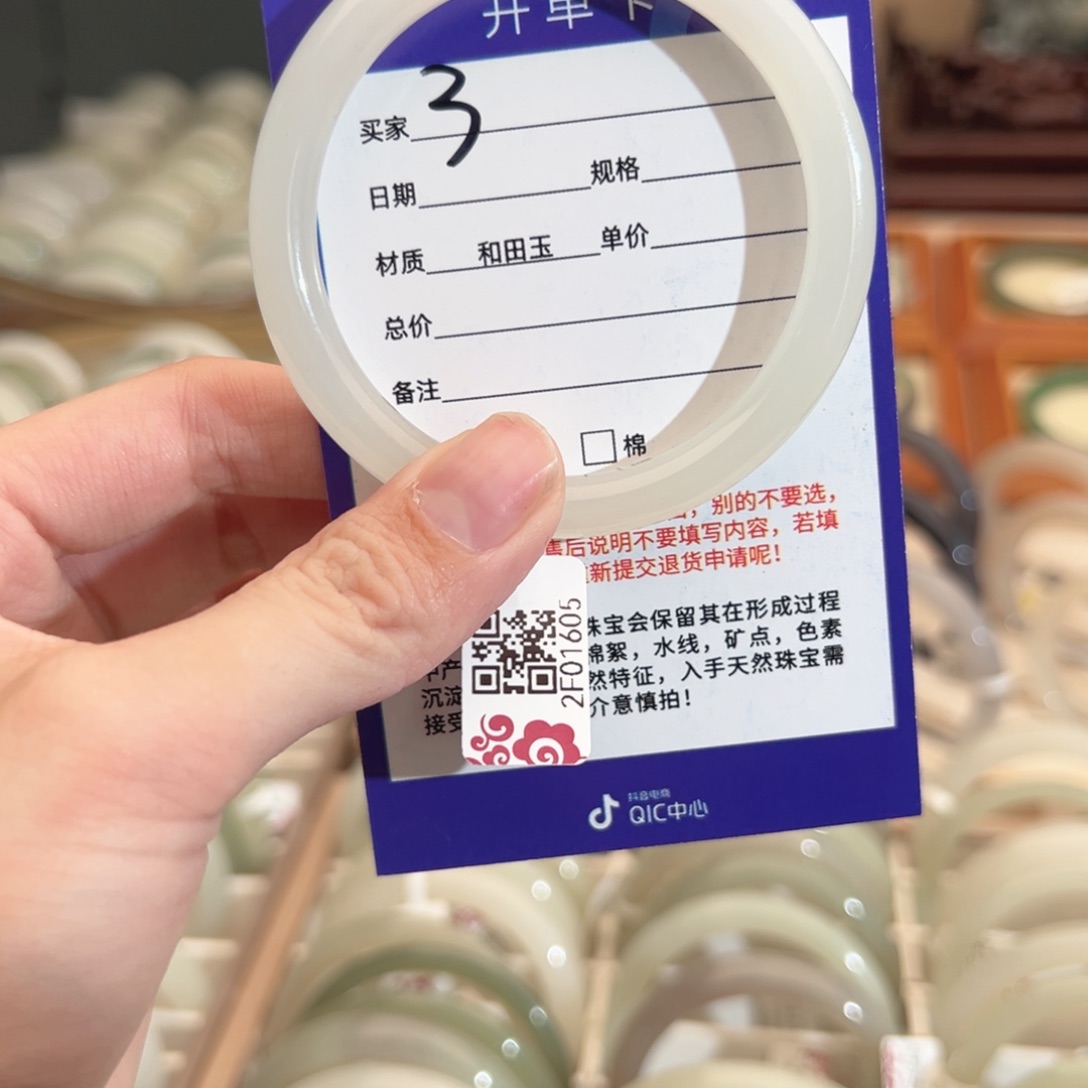 开单卡
买家 3
日期 规格
材质 和田玉 单价
总价
备注
棉
别的不要选，
售后说明不要填写内容，若填
新提交退货申请呢！
珠宝会保留其在形成过程
棉絮，水线，矿点，色素
沉淀 然特征，入手天然珠宝需
接受 介意慎拍！
2F01605
抖音电商
QIC中心